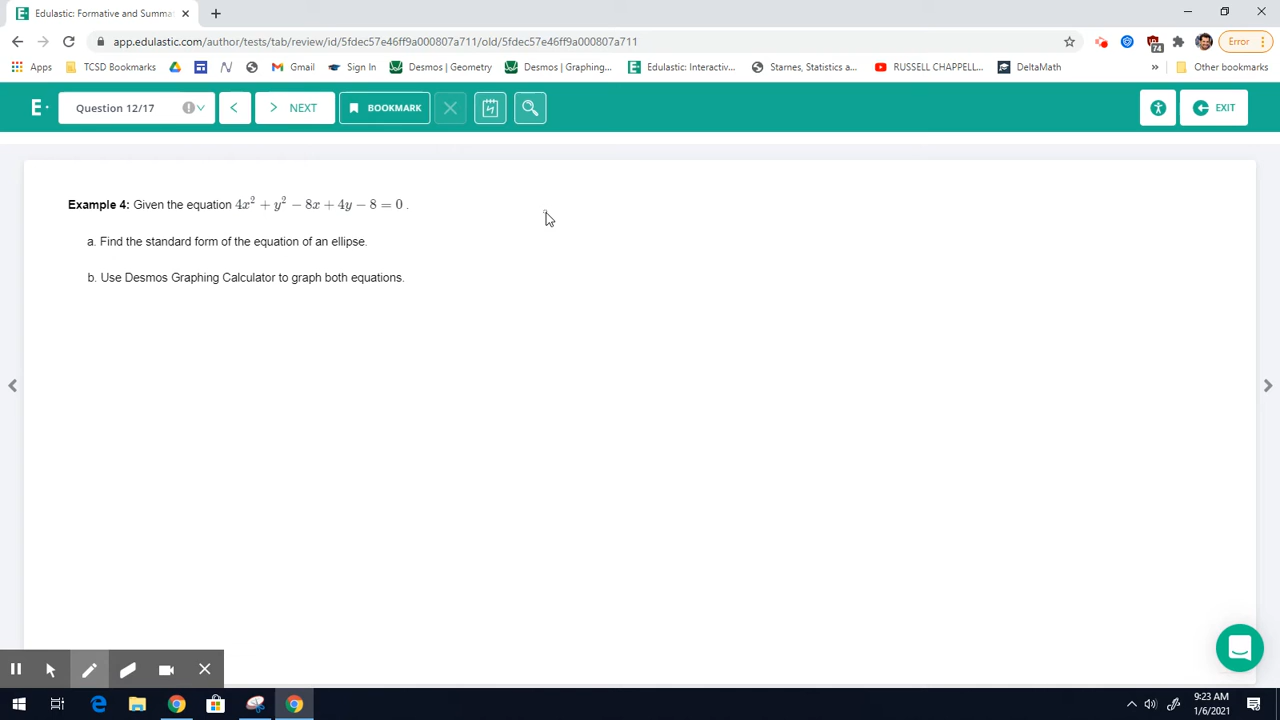 Edulastic: Formative and Summa
app.edulastic.com/author/tests/tab/review/id/5fdec57e46ff9a000807a711/old/5fdec57e46ff9a000807a711
74
Error
Apps
TCSD Bookmarks
Gmail
Sign In
Desmos | Geometry
Desmos | Graphing...
Edulastic: Interactiv...
Starnes, Statistics a...
RUSSELL CHAPPELL...
DeltaMath
»
Other bookmarks
E
Question 12/17
NEXT
BOOKMARK
EXIT
Example 4: Given the equation 4x² + y² − 8x + 4y − 8 = 0 .
a. Find the standard form of the equation of an ellipse.
b. Use Desmos Graphing Calculator to graph both equations.
9:23 AM
1/6/2021